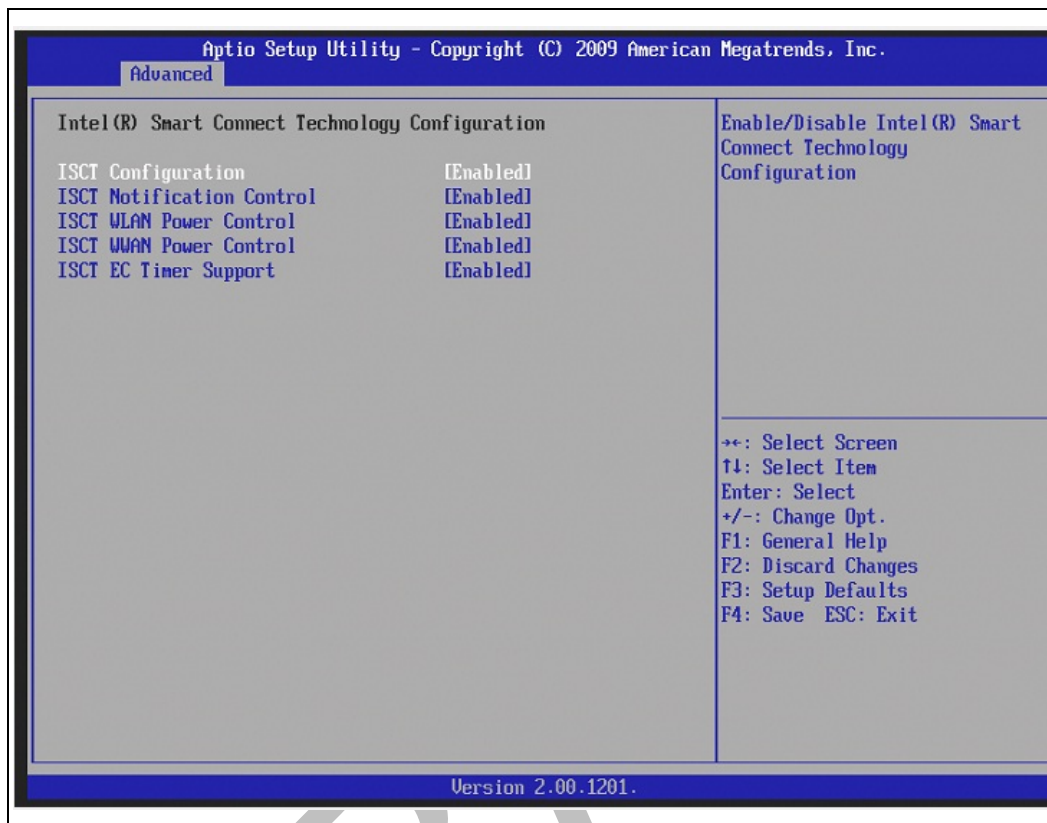 Aptio Setup Utility - Copyright (C) 2009 American Megatrends, Inc.
Advanced
Intel(R) Smart Connect Technology Configuration
ISCT Configuration [Enabled]
ISCT Notification Control [Enabled]
ISCT WLAN Power Control [Enabled]
ISCT WWAN Power Control [Enabled]
ISCT EC Timer Support [Enabled]
Enable/Disable Intel(R) Smart
Connect Technology
Configuration
→←: Select Screen
↑↓: Select Item
Enter: Select
+/-: Change Opt.
F1: General Help
F2: Discard Changes
F3: Setup Defaults
F4: Save ESC: Exit
Version 2.00.1201.